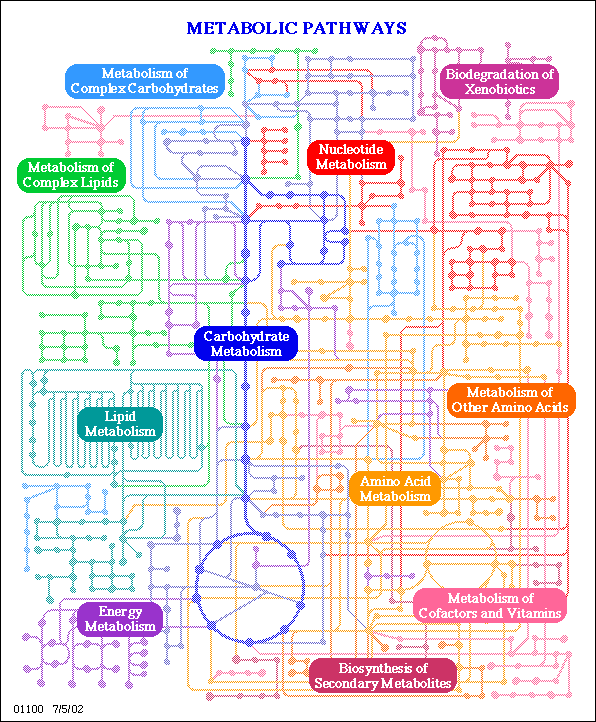 METABOLIC PATHWAYS
Metabolism of
Complex Carbohydrates
Biodegradation of
Xenobiotics
Nucleotide
Metabolism
Metabolism of
Complex Lipids
Carbohydrate
Metabolism
Metabolism of
Other Amino Acids
Lipid
Metabolism
Amino Acid
Metabolism
Metabolism of
Cofactors and Vitamins
Energy
Metabolism
Biosynthesis of
Secondary Metabolites
01100 7/5/02